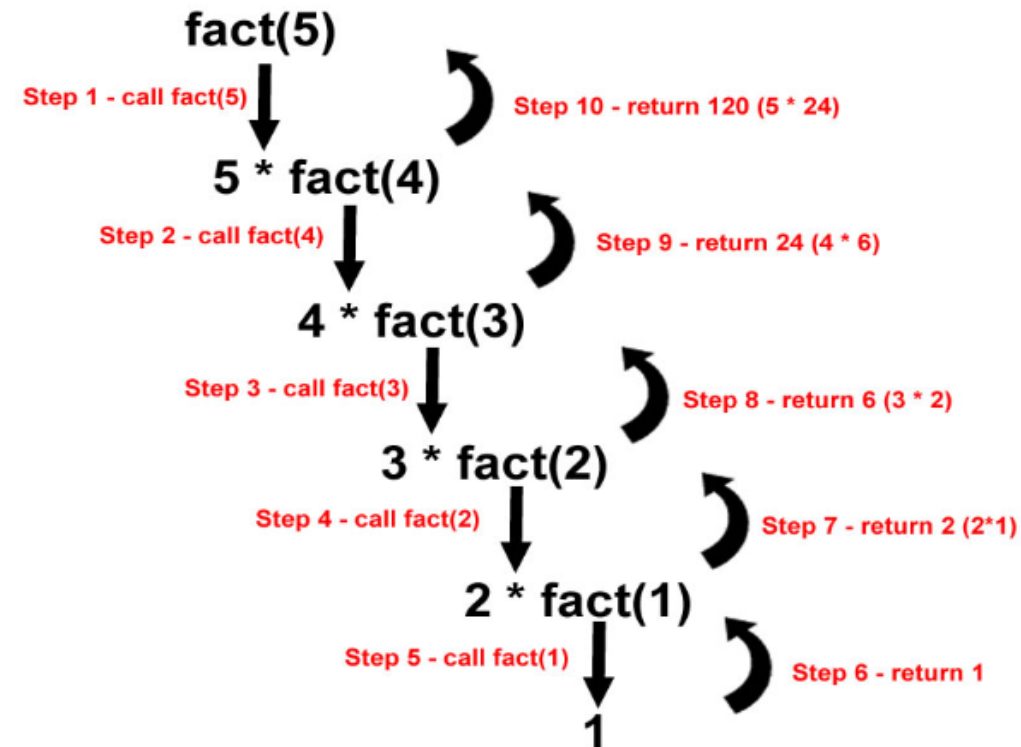 fact(5)
Step 1 - call fact(5)
Step 10 - return 120 (5 * 24)
5 * fact(4)
Step 2 - call fact(4)
Step 9 - return 24 (4 * 6)
4 * fact(3)
Step 3 - call fact(3)
Step 8 - return 6 (3 * 2)
3 * fact(2)
Step 4 - call fact(2)
Step 7 - return 2 (2*1)
2 * fact(1)
Step 5 - call fact(1)
Step 6 - return 1
1